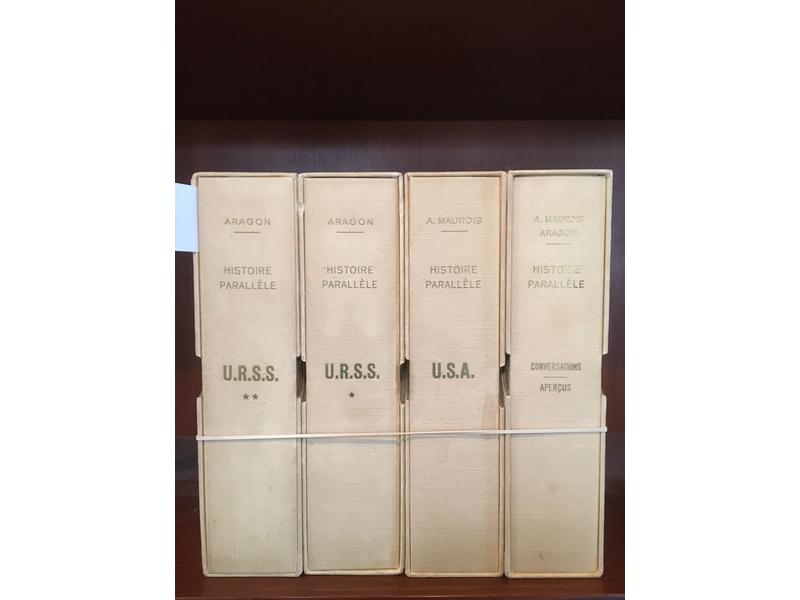 ARAGON
HISTOIRE
PARALLÈLE
U.R.S.S.
★★
ARAGON
HISTOIRE
PARALLÈLE
U.R.S.S.
★
A. MAUROIS
HISTOIRE
PARALLÈLE
U.S.A.
A. MAUROIS
ARAGON
HISTOIRE
PARALLÈLE
CONVERSATIONS
APERÇUS